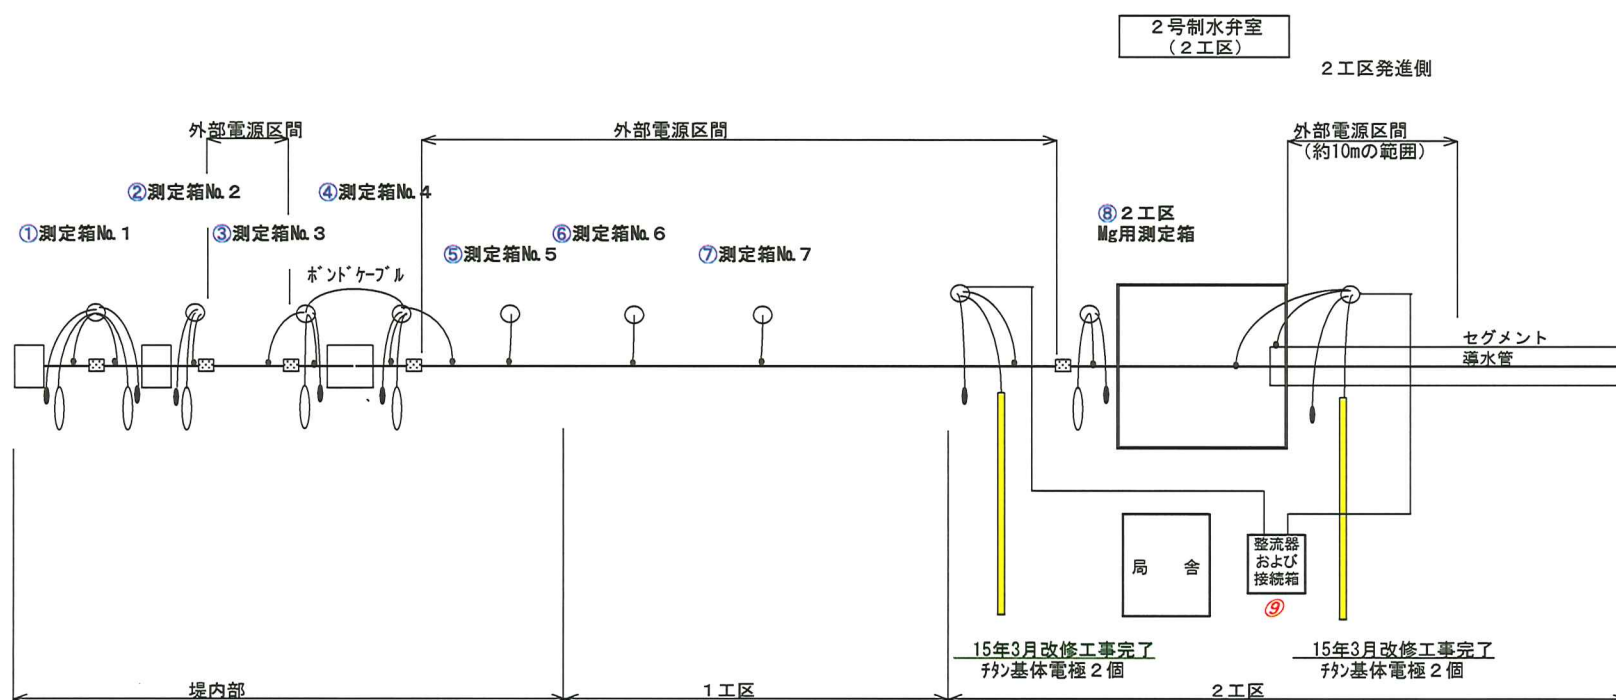 ２号制水弁室
（２工区）
２工区発進側
外部電源区間
外部電源区間
外部電源区間
（約10mの範囲）
②測定箱№２
④測定箱№４
①測定箱№１
③測定箱№３
⑤測定箱№５
⑥測定箱№６
⑦測定箱№７
⑧２工区
Mg用測定箱
ﾎﾞﾝﾄﾞｹｰﾌﾞﾙ
セグメント
導水管
局　舎
整流器
および
接続箱
⑨
15年3月改修工事完了
ﾁﾀﾝ基体電極２個
15年3月改修工事完了
ﾁﾀﾝ基体電極２個
堤内部
１工区
２工区